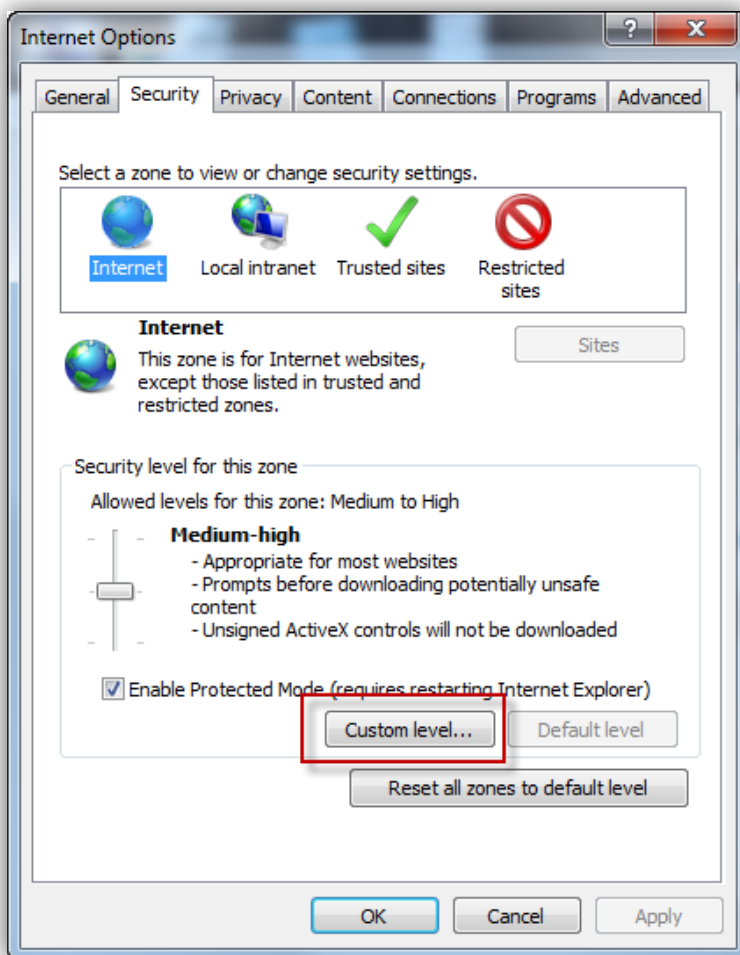 Internet Options
?
X
General
Security
Privacy
Content
Connections
Programs
Advanced
Select a zone to view or change security settings.
Internet
Local intranet
Trusted sites
Restricted
sites
Internet
This zone is for Internet websites,
except those listed in trusted and
restricted zones.
Sites
Security level for this zone
Allowed levels for this zone: Medium to High
Medium-high
- Appropriate for most websites
- Prompts before downloading potentially unsafe
content
- Unsigned ActiveX controls will not be downloaded
Enable Protected Mode (requires restarting Internet Explorer)
Custom level...
Default level
Reset all zones to default level
OK
Cancel
Apply